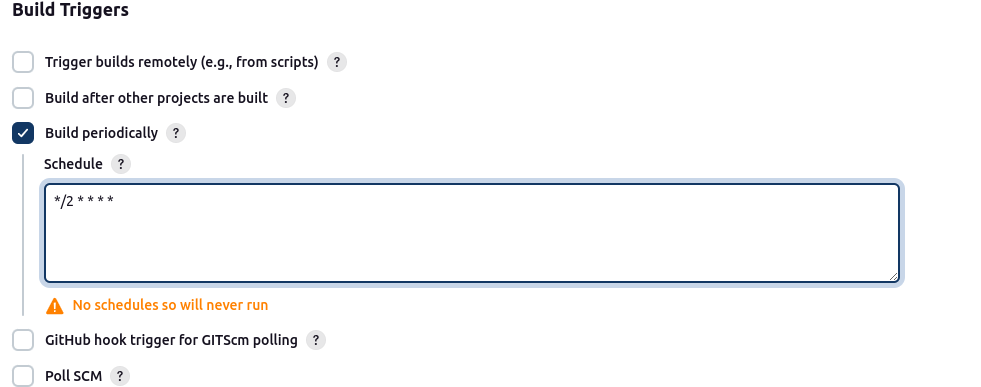 Build Triggers
Trigger builds remotely (e.g., from scripts) ?
Build after other projects are built ?
Build periodically ?
Schedule ?
*/2 * * * *
No schedules so will never run
GitHub hook trigger for GITScm polling ?
Poll SCM ?